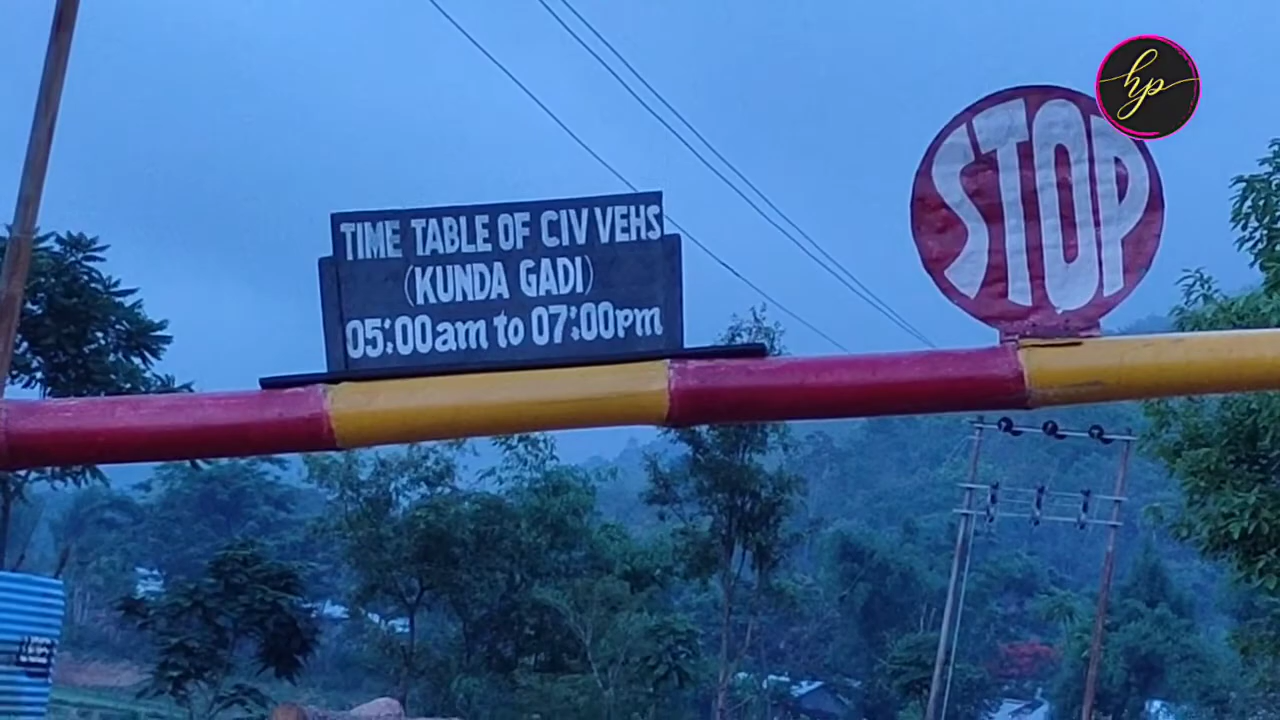 TIME TABLE OF CIV VEHS
(KUNDA GADI)
05:00am to 07:00pm
STOP
hp